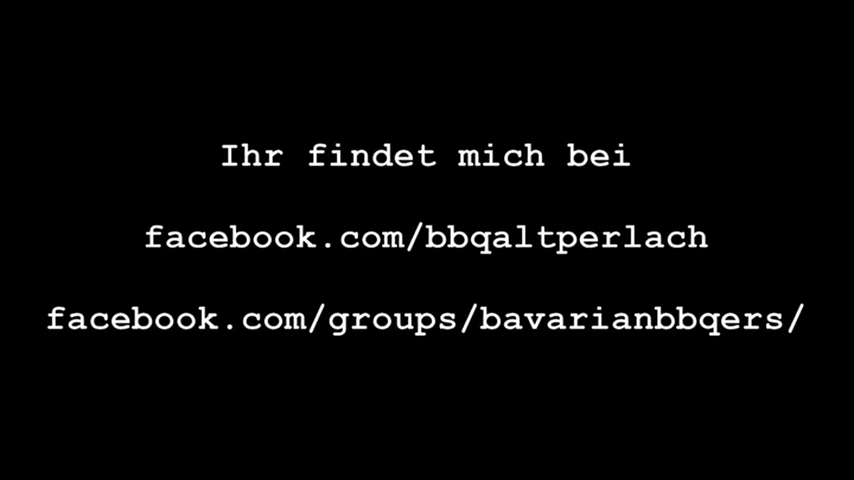 Ihr findet mich bei
facebook.com/bbqaltperlach
facebook.com/groups/bavarianbbqers/